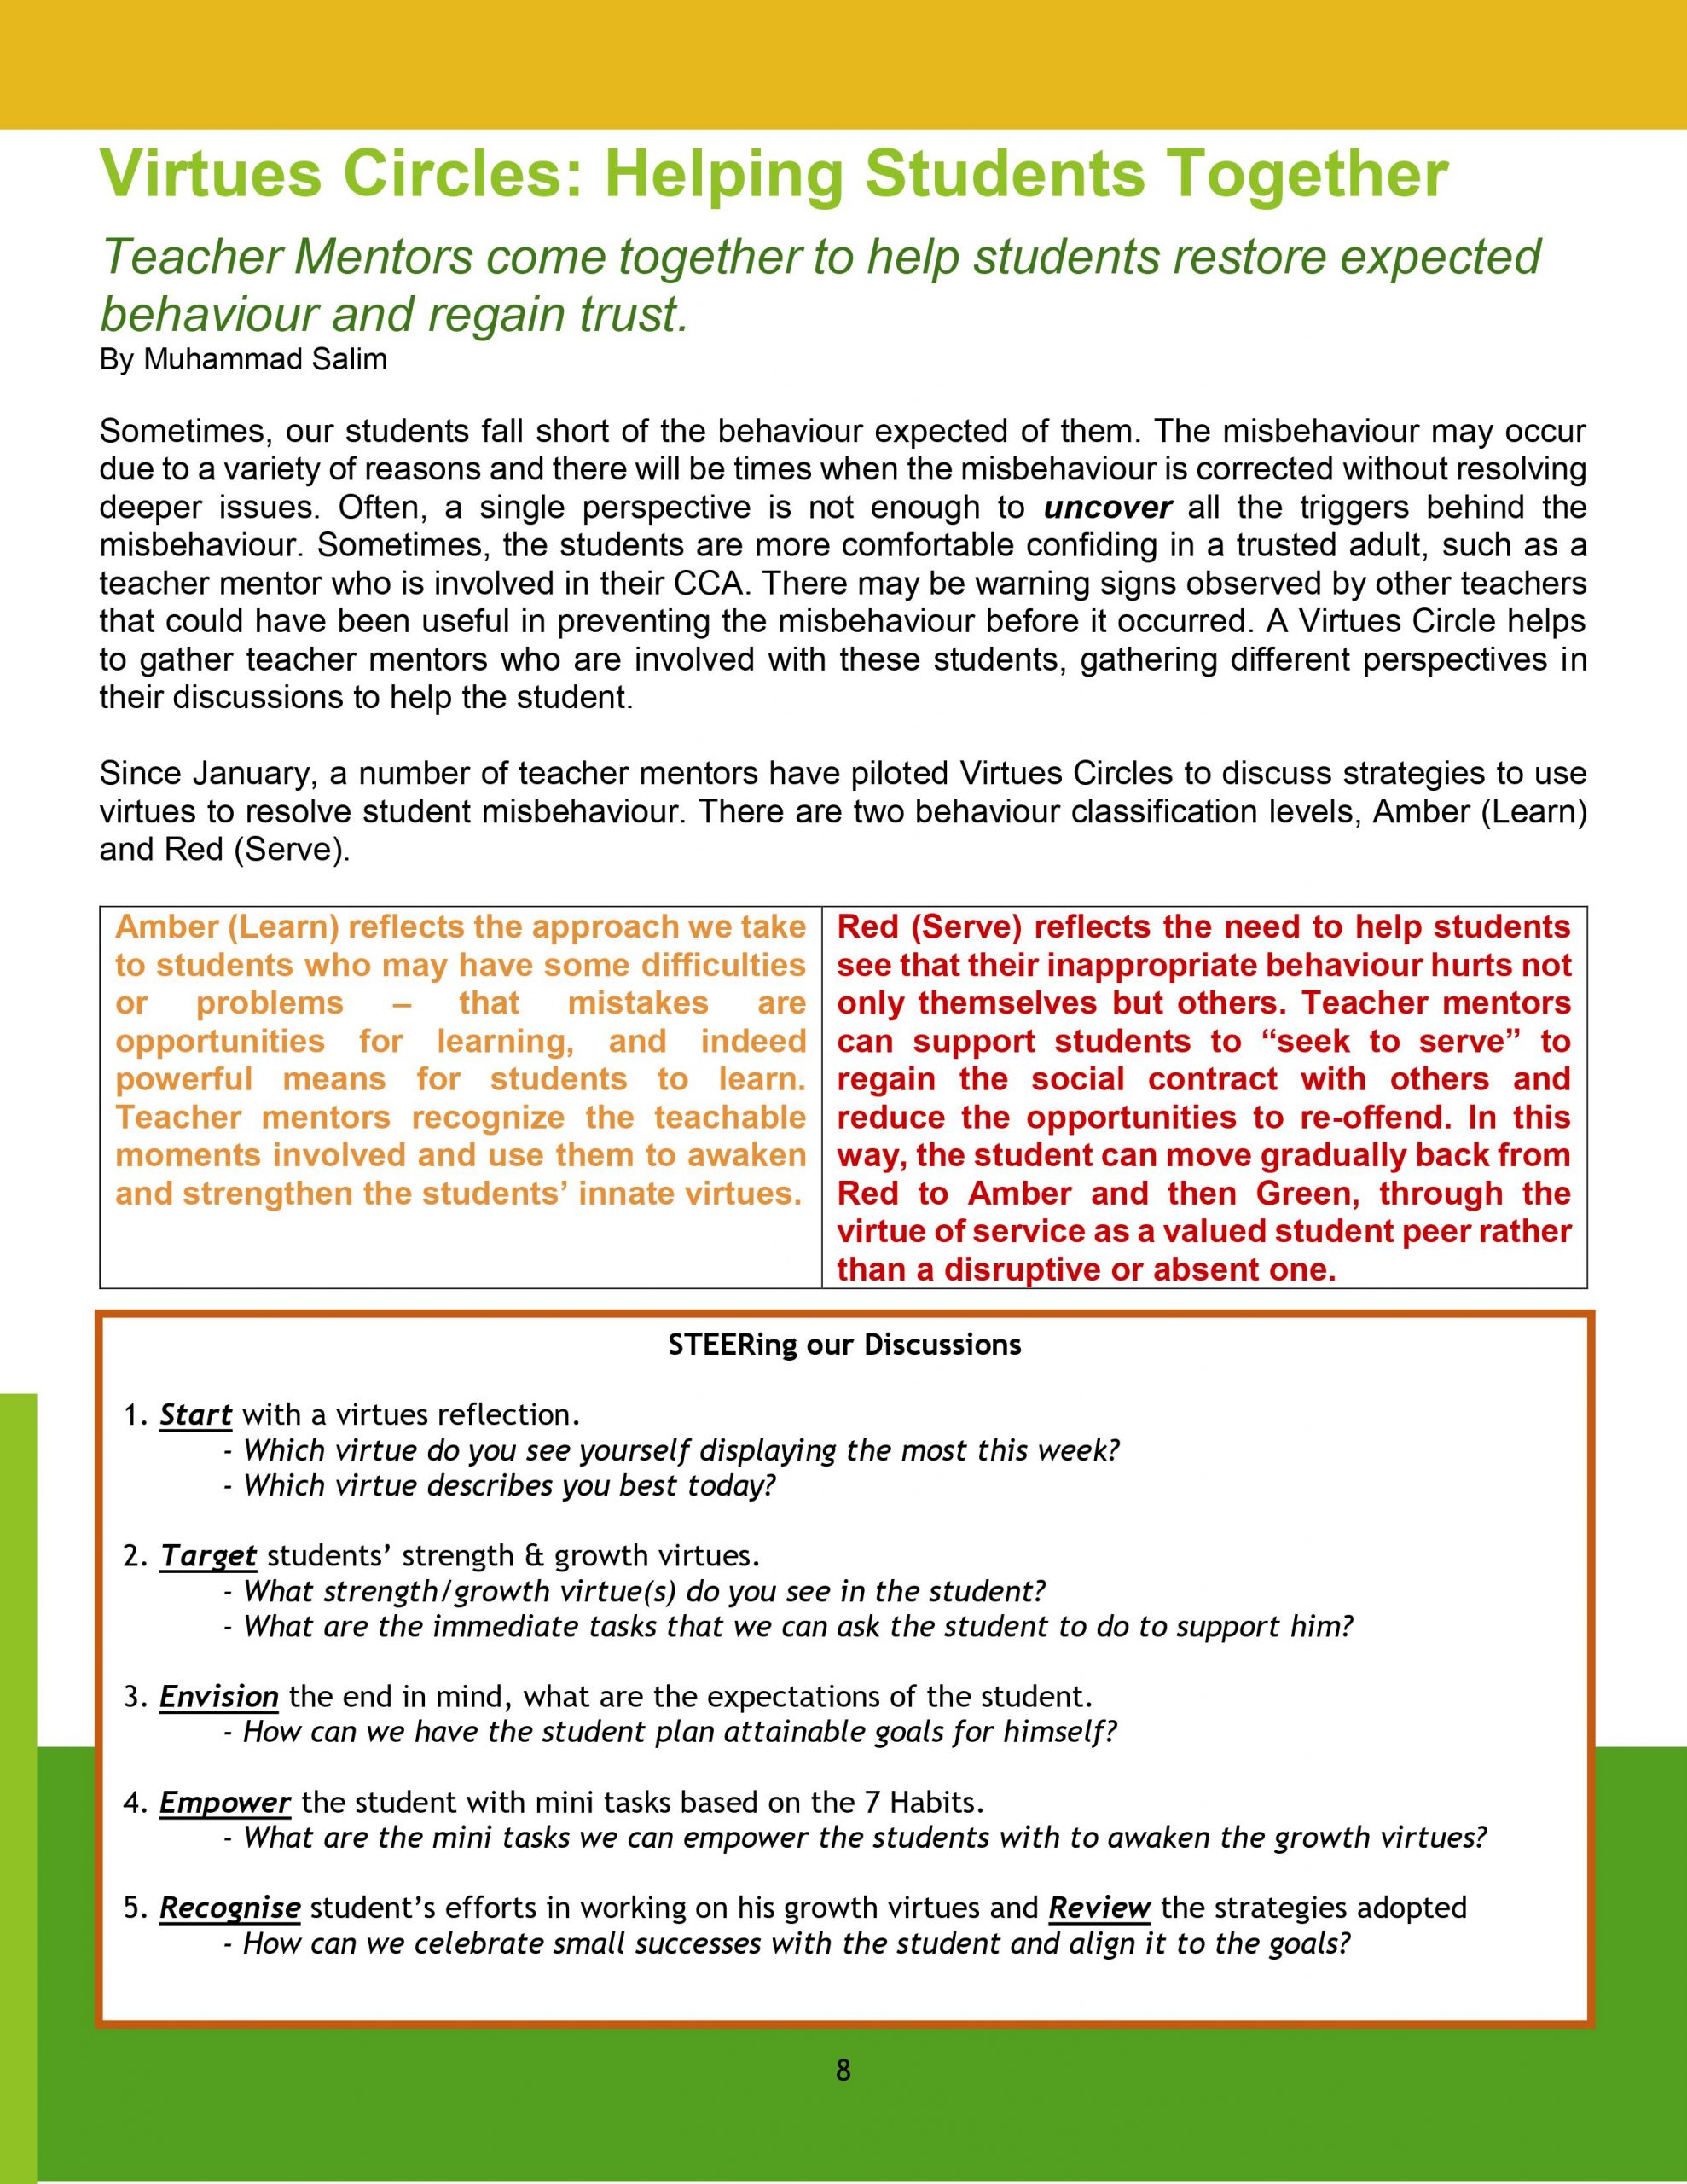 Virtues Circles: Helping Students Together
Teacher Mentors come together to help students restore expected
behaviour and regain trust.
By Muhammad Salim
Sometimes, our students fall short of the behaviour expected of them. The misbehaviour may occur
due to a variety of reasons and there will be times when the misbehaviour is corrected without resolving
deeper issues. Often, a single perspective is not enough to uncover all the triggers behind the
misbehaviour. Sometimes, the students are more comfortable confiding in a trusted adult, such as a
teacher mentor who is involved in their CCA. There may be warning signs observed by other teachers
that could have been useful in preventing the misbehaviour before it occurred. A Virtues Circle helps
to gather teacher mentors who are involved with these students, gathering different perspectives in
their discussions to help the student.
Since January, a number of teacher mentors have piloted Virtues Circles to discuss strategies to use
virtues to resolve student misbehaviour. There are two behaviour classification levels, Amber (Learn)
and Red (Serve).
Amber (Learn) reflects the approach we take
to students who may have some difficulties
or problems – that mistakes are
opportunities for learning, and indeed
powerful means for students to learn.
Teacher mentors recognize the teachable
moments involved and use them to awaken
and strengthen the students’ innate virtues.
Red (Serve) reflects the need to help students
see that their inappropriate behaviour hurts not
only themselves but others. Teacher mentors
can support students to “seek to serve” to
regain the social contract with others and
reduce the opportunities to re-offend. In this
way, the student can move gradually back from
Red to Amber and then Green, through the
virtue of service as a valued student peer rather
than a disruptive or absent one.
STEERing our Discussions
1. Start with a virtues reflection.
- Which virtue do you see yourself displaying the most this week?
- Which virtue describes you best today?
2. Target students’ strength & growth virtues.
- What strength/growth virtue(s) do you see in the student?
- What are the immediate tasks that we can ask the student to do to support him?
3. Envision the end in mind, what are the expectations of the student.
- How can we have the student plan attainable goals for himself?
4. Empower the student with mini tasks based on the 7 Habits.
- What are the mini tasks we can empower the students with to awaken the growth virtues?
5. Recognise student’s efforts in working on his growth virtues and Review the strategies adopted
- How can we celebrate small successes with the student and align it to the goals?
8